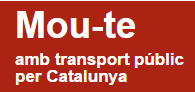 Mou-te
amb transport públic
per Catalunya